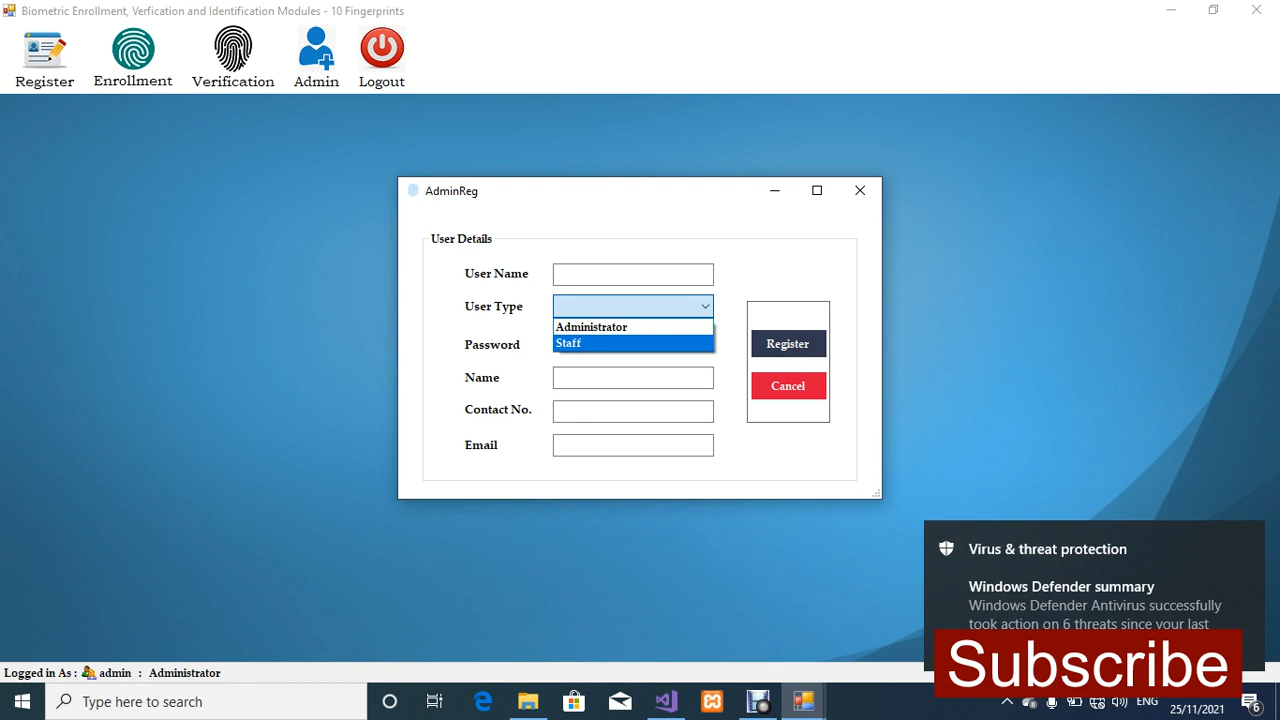 Biometric Enrollment, Verfication and Identification Modules - 10 Fingerprints
Register Enrollment Verification Admin Logout
AdminReg
User Details
User Name
User Type
Administrator
Staff
Password
Name
Contact No.
Email
Register
Cancel
Virus & threat protection
Windows Defender summary
Windows Defender Antivirus successfully
took action on 6 threats since your last
Subscribe
Logged in As : admin : Administrator
Type here to search
ENG
25/11/2021
6